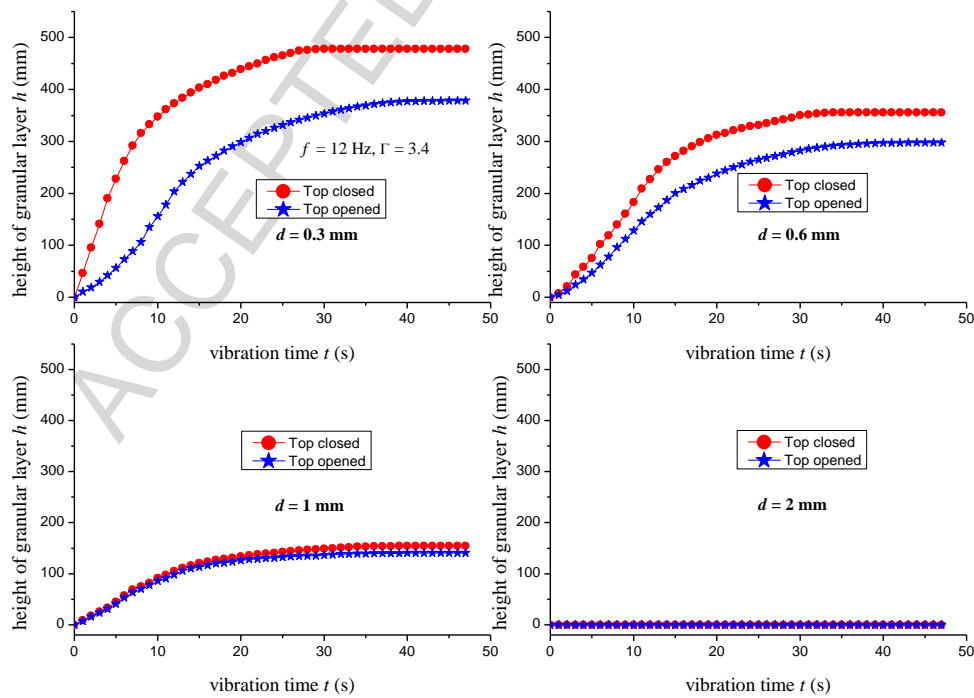 500
400
300
200
100
0
height of granular layer h (mm)
f = 12 Hz, Γ = 3.4
Top closed
Top opened
d = 0.3 mm
0 10 20 30 40 50
vibration time t (s)
500
400
300
200
100
0
height of granular layer h (mm)
Top closed
Top opened
d = 0.6 mm
0 10 20 30 40 50
vibration time t (s)
500
400
300
200
100
0
height of granular layer h (mm)
Top closed
Top opened
d = 1 mm
0 10 20 30 40 50
vibration time t (s)
500
400
300
200
100
0
height of granular layer h (mm)
Top closed
Top opened
d = 2 mm
0 10 20 30 40 50
vibration time t (s)